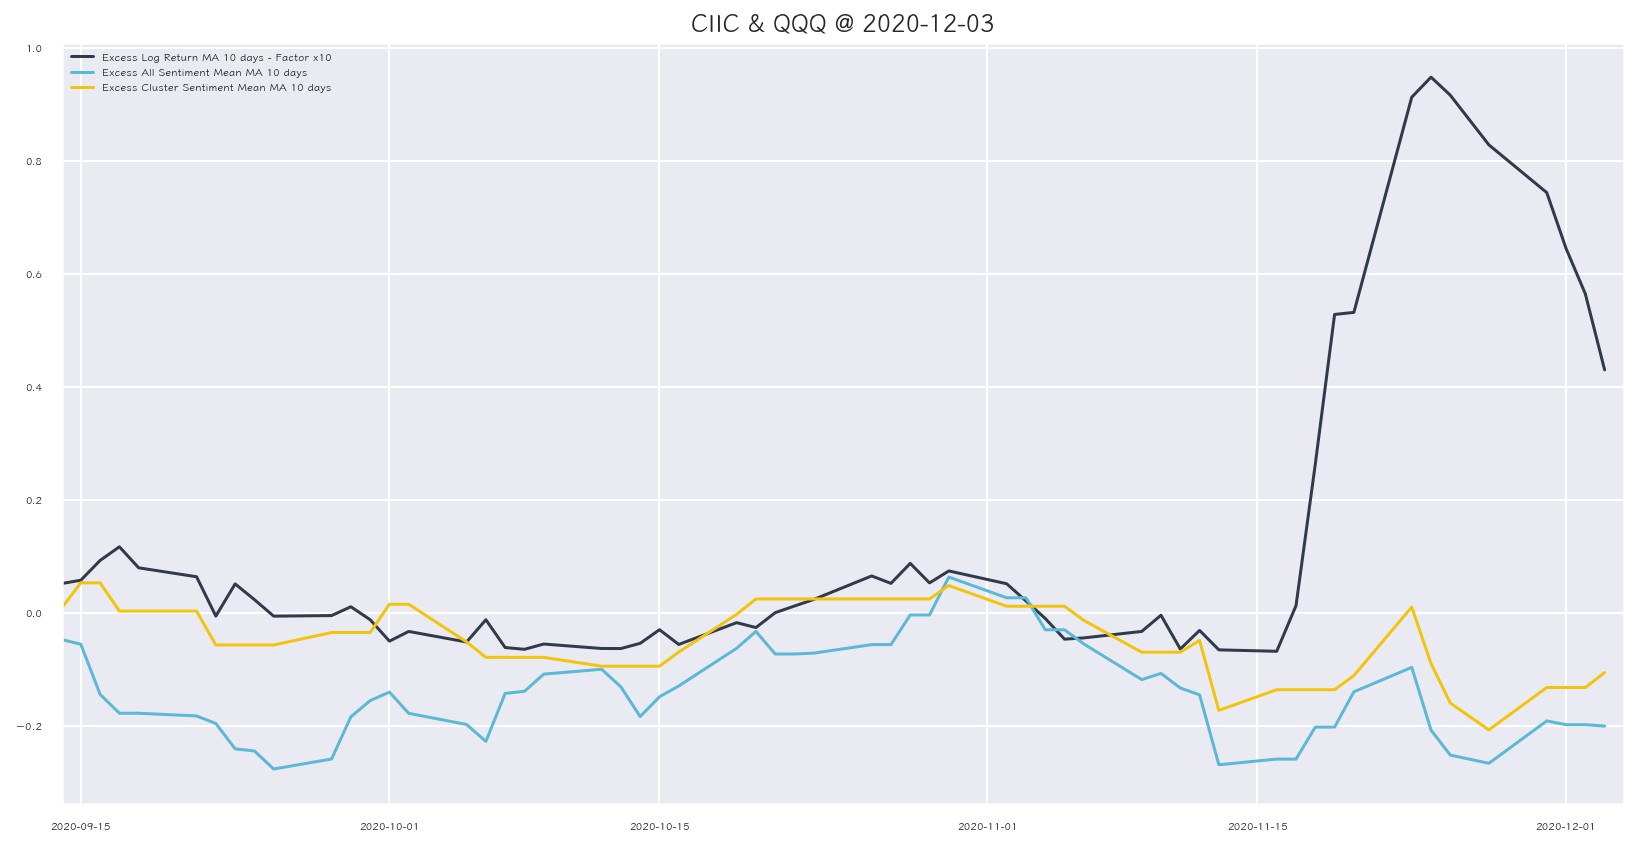 CIIC & QQQ @ 2020-12-03
Excess Log Return MA 10 days - Factor x10
Excess All Sentiment Mean MA 10 days
Excess Cluster Sentiment Mean MA 10 days
1.0
0.8
0.6
0.4
0.2
0.0
−0.2
2020-09-15 2020-10-01 2020-10-15 2020-11-01 2020-11-15 2020-12-01